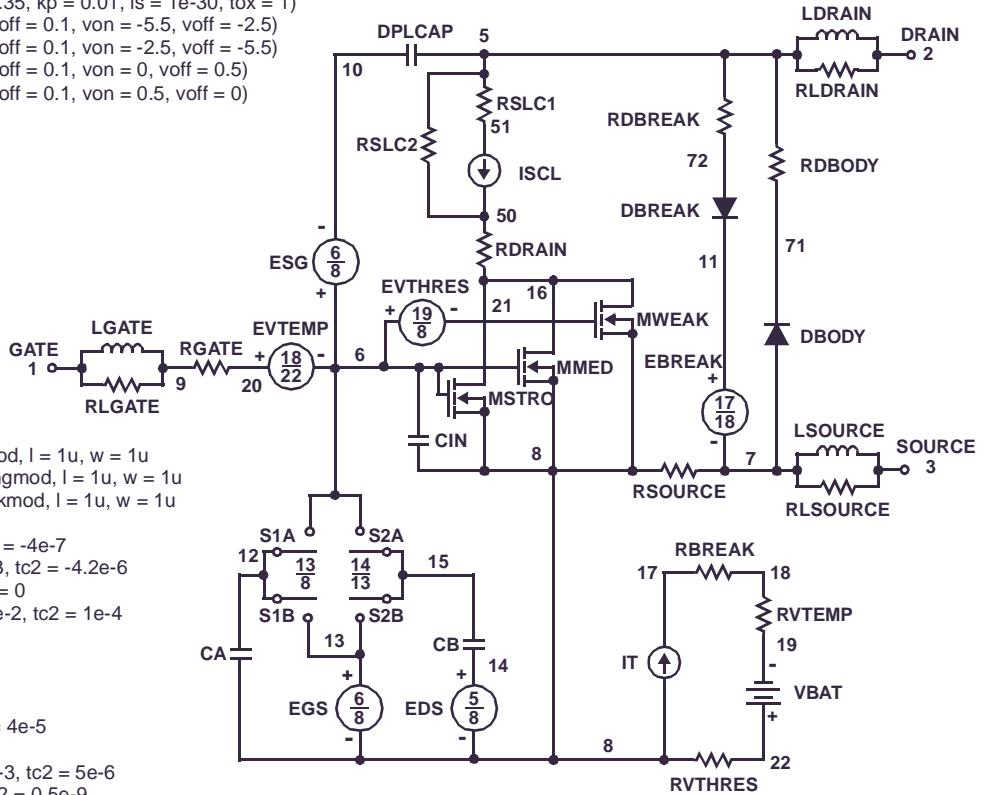 .35, kp = 0.01, is = 1e-30, tox = 1)
off = 0.1, von = -5.5, voff = -2.5)
off = 0.1, von = -2.5, voff = -5.5)
off = 0.1, von = 0, voff = 0.5)
off = 0.1, von = 0.5, voff = 0)
DPLCAP
5
10
LDRAIN
DRAIN
2
RLDRAIN
RSLC1
51
RSLC2
ISCL
50
RDRAIN
RDBREAK
72
DBREAK
11
RDBODY
71
DBODY
-
ESG
6
8
+
EVTHRES
+
19
8
-
21
16
MWEAK
MMED
MSTRO
EBREAK
+
17
18
-
LGATE
GATE
1
RLGATE
9
RGATE
20
EVTEMP
+
18
22
-
6
CIN
8
RSOURCE
7
LSOURCE
SOURCE
3
RLSOURCE
od, l = 1u, w = 1u
ngmod, l = 1u, w = 1u
kmod, l = 1u, w = 1u
= -4e-7
3, tc2 = -4.2e-6
= 0
e-2, tc2 = 1e-4
= 4e-5
-3, tc2 = 5e-6
2 = 0.5e-9
S1A
S2A
12
13
8
14
13
15
S1B
S2B
13
CA
CB
14
+
EGS
6
8
-
+
EDS
5
8
-
8
RBREAK
17
18
RVTEMP
19
IT
-
VBAT
+
22
RVTHRES